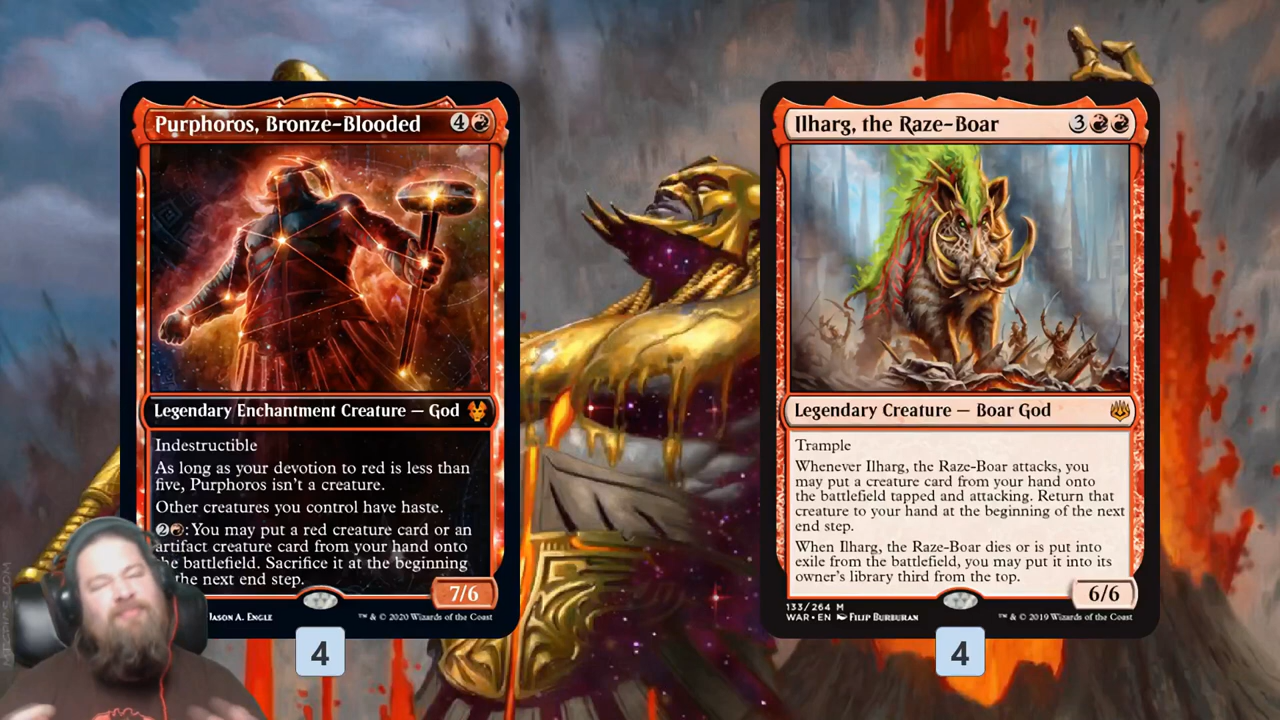 Purphoros, Bronze-Blooded 4
Legendary Enchantment Creature — God
Indestructible
As long as your devotion to red is less than
five, Purphoros isn't a creature.
Other creatures you control have haste.
2: You may put a red creature card or an
artifact creature card from your hand onto
the battlefield. Sacrifice it at the beginning
the next end step.
7/6
Jason A. Engle ™ & © 2020 Wizards of the Coast
4
Ilharg, the Raze-Boar 3
Legendary Creature — Boar God
Trample
Whenever Ilharg, the Raze-Boar attacks, you
may put a creature card from your hand onto
the battlefield tapped and attacking. Return that
creature to your hand at the beginning of the next
end step.
When Ilharg, the Raze-Boar dies or is put into
exile from the battlefield, you may put it into its
owner's library third from the top.
6/6
133/264 M
WAR • EN Filip Burburan ™ & © 2019 Wizards of the Coast
4